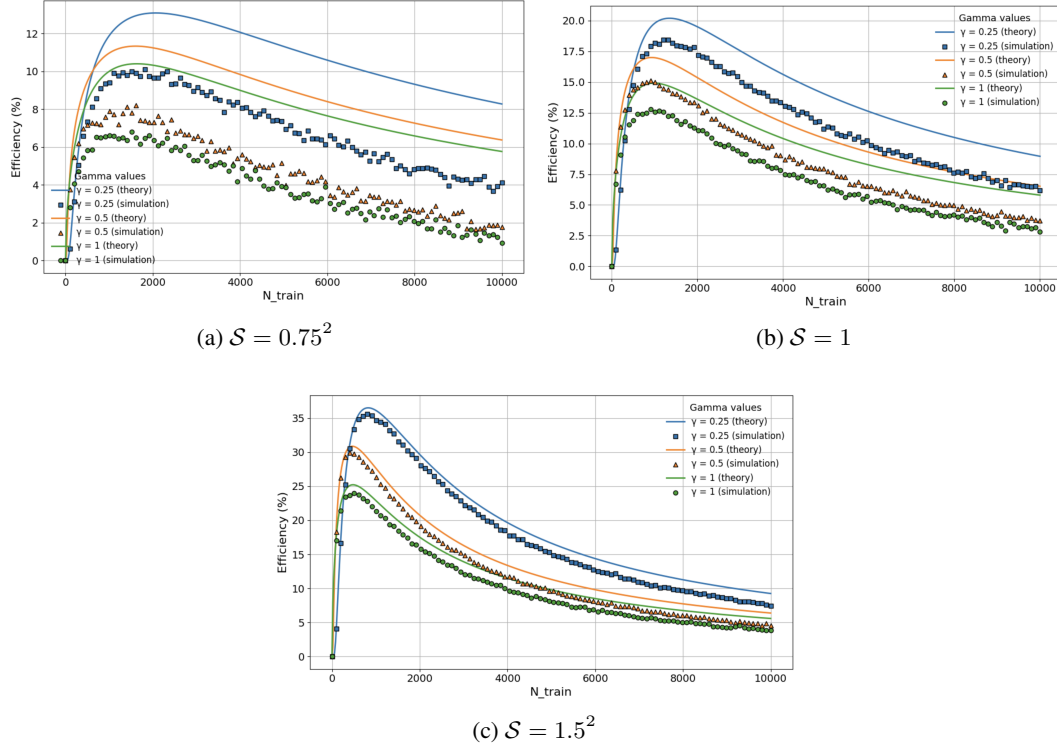 Efficiency (%)
12
10
8
6
4
2
0
Gamma values
γ = 0.25 (theory)
γ = 0.25 (simulation)
γ = 0.5 (theory)
γ = 0.5 (simulation)
γ = 1 (theory)
γ = 1 (simulation)
0 2000 4000 6000 8000 10000
N_train
(a) 𝒮 = 0.75²
Efficiency (%)
20.0
17.5
15.0
12.5
10.0
7.5
5.0
2.5
0.0
Gamma values
γ = 0.25 (theory)
γ = 0.25 (simulation)
γ = 0.5 (theory)
γ = 0.5 (simulation)
γ = 1 (theory)
γ = 1 (simulation)
0 2000 4000 6000 8000 10000
N_train
(b) 𝒮 = 1
Efficiency (%)
35
30
25
20
15
10
5
0
Gamma values
γ = 0.25 (theory)
γ = 0.25 (simulation)
γ = 0.5 (theory)
γ = 0.5 (simulation)
γ = 1 (theory)
γ = 1 (simulation)
0 2000 4000 6000 8000 10000
N_train
(c) 𝒮 = 1.5²